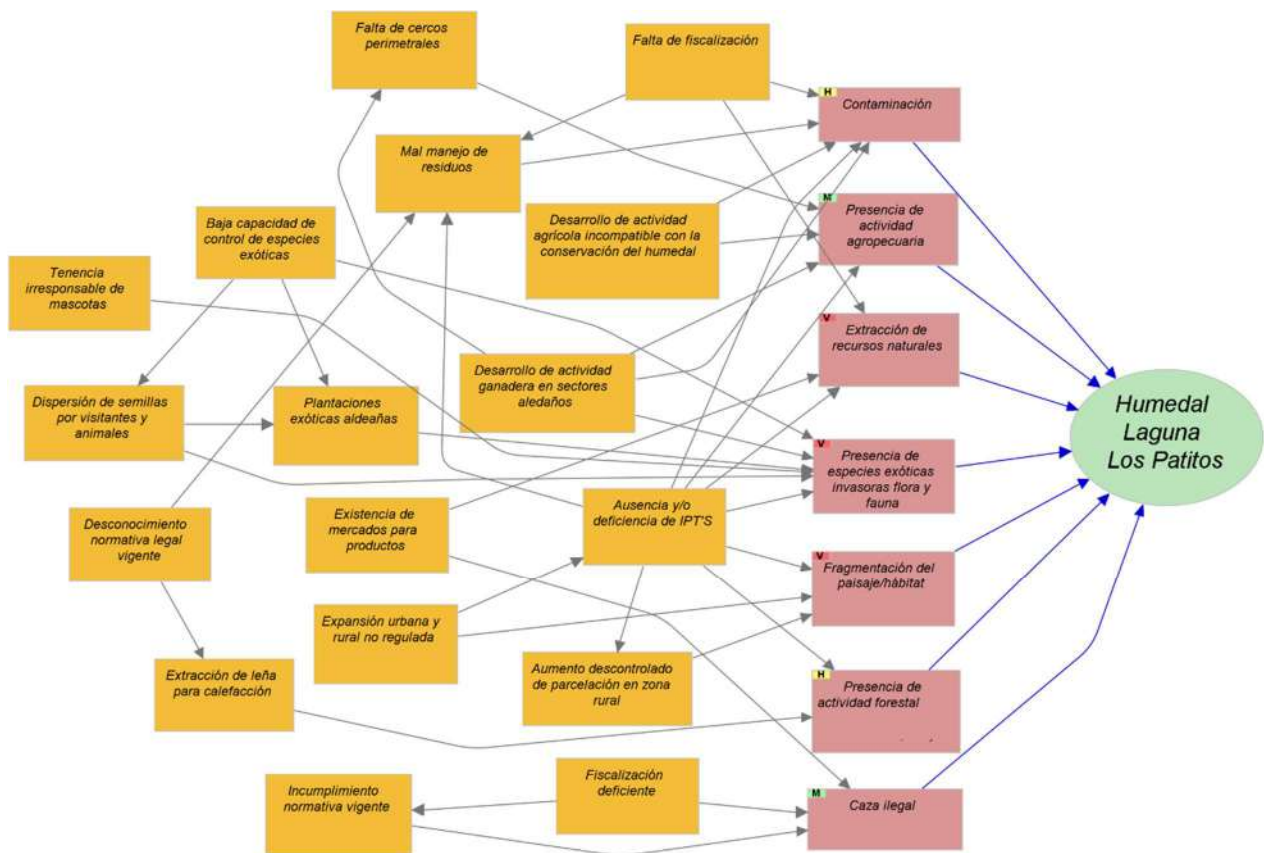 Falta de cercos
perimetrales
Falta de fiscalización
H
Contaminación
Mal manejo de
residuos
M
Presencia de
actividad
agropecuaria
Desarrollo de actividad
agrícola incompatible con la
conservación del humedal
Baja capacidad de
control de especies
exóticas
Tenencia
irresponsable de
mascotas
V
Extracción de
recursos naturales
Desarrollo de actividad
ganadera en sectores
aledaños
Dispersión de semillas
por visitantes y
animales
Plantaciones
exóticas aldeañas
Humedal
Laguna
Los Patitos
V
Presencia de
especies exòticas
invasoras flora y
fauna
Desconocimiento
normativa legal
vigente
Existencia de
mercados para
productos
Ausencia y/o
deficiencia de IPT'S
V
Fragmentación del
paisaje/hàbitat
Expansión urbana y
rural no regulada
Extracción de leña
para calefacción
Aumento descontrolado
de parcelación en zona
rural
H
Presencia de
actividad forestal
Incumplimiento
normativa vigente
Fiscalización
deficiente
M
Caza ilegal